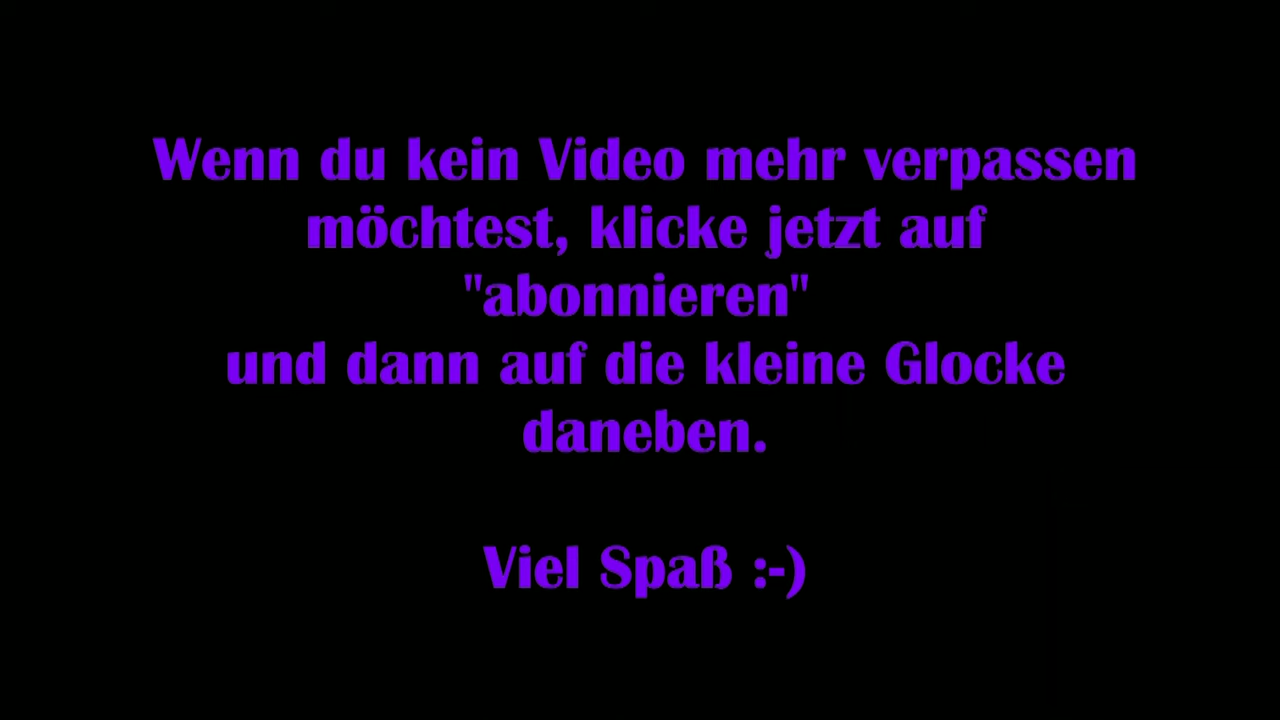 Wenn du kein Video mehr verpassen
möchtest, klicke jetzt auf
"abonnieren"
und dann auf die kleine Glocke
daneben.
Viel Spaß :-)